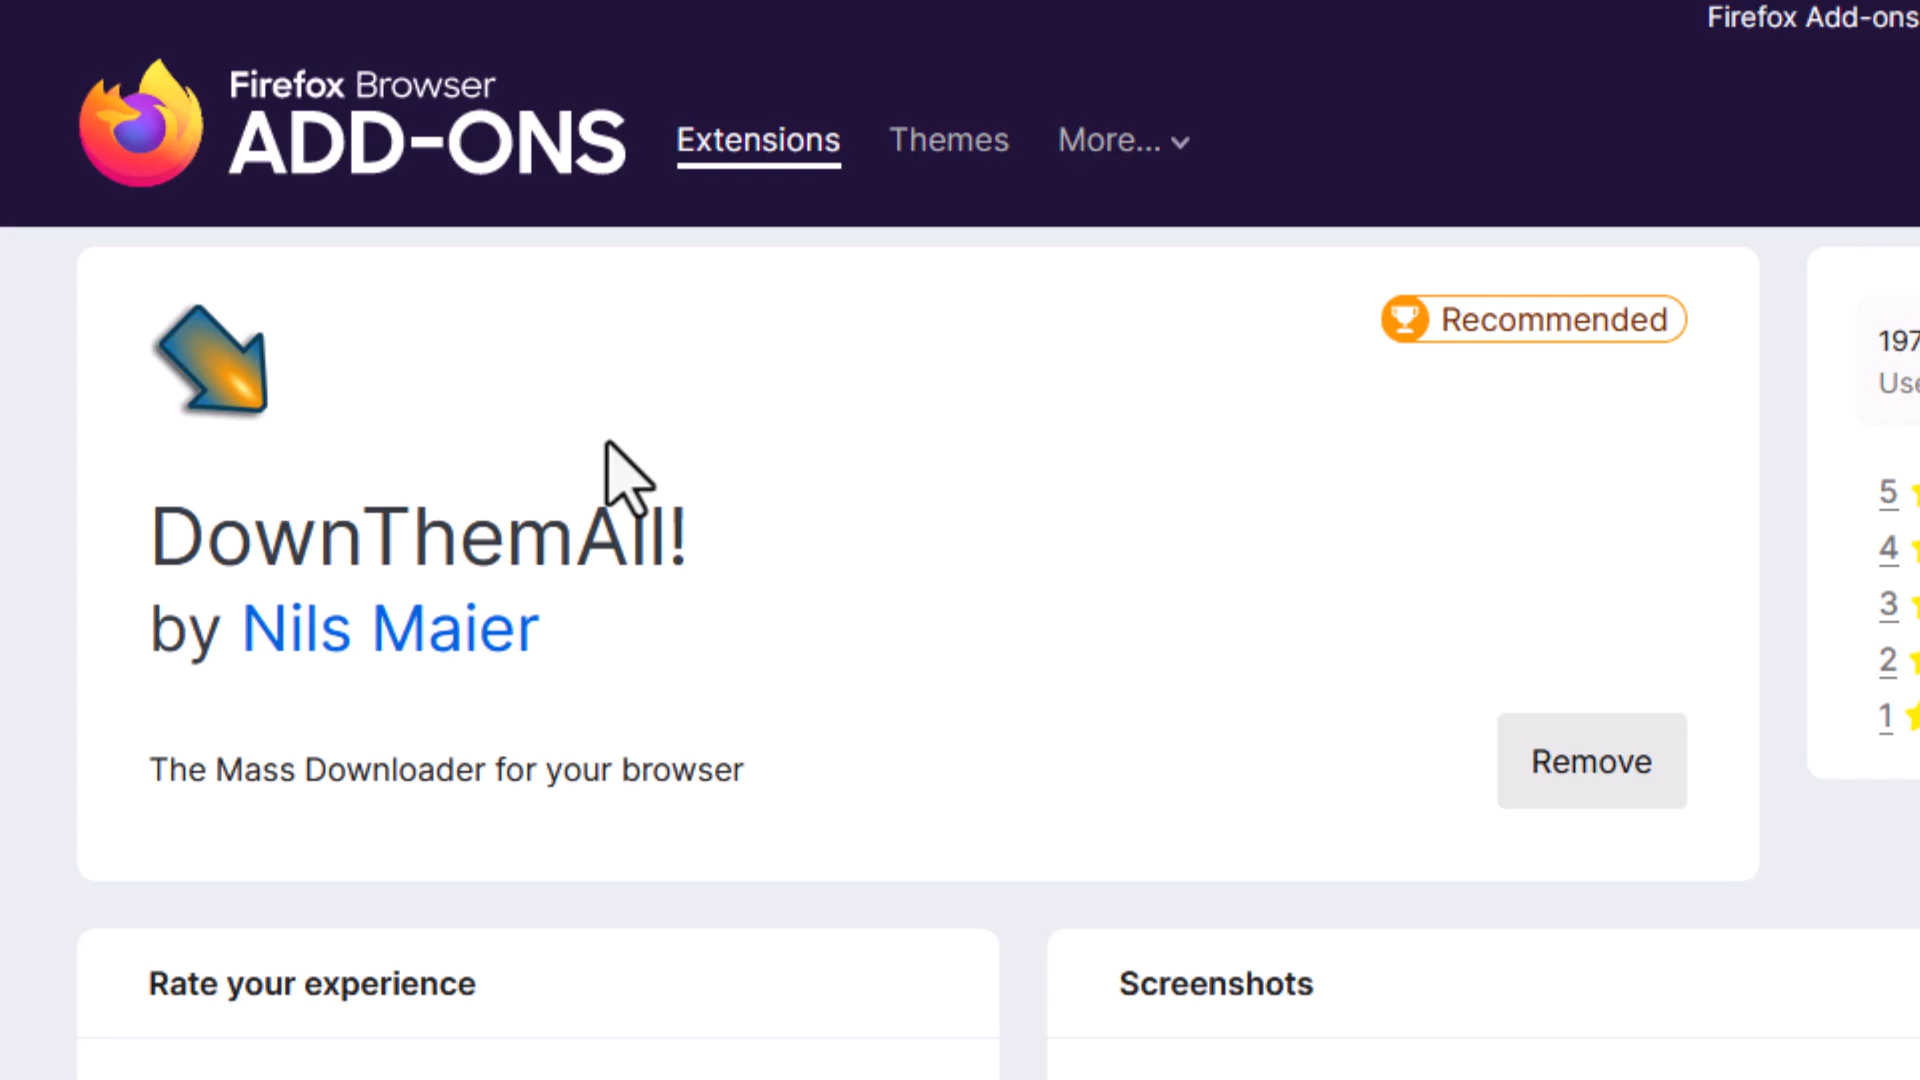 Firefox Add-ons
Firefox Browser
ADD-ONS
Extensions
Themes
More...
Recommended
DownThemAll!
by Nils Maier
The Mass Downloader for your browser
Remove
197
5
4
3
2
1
Rate your experience
Screenshots